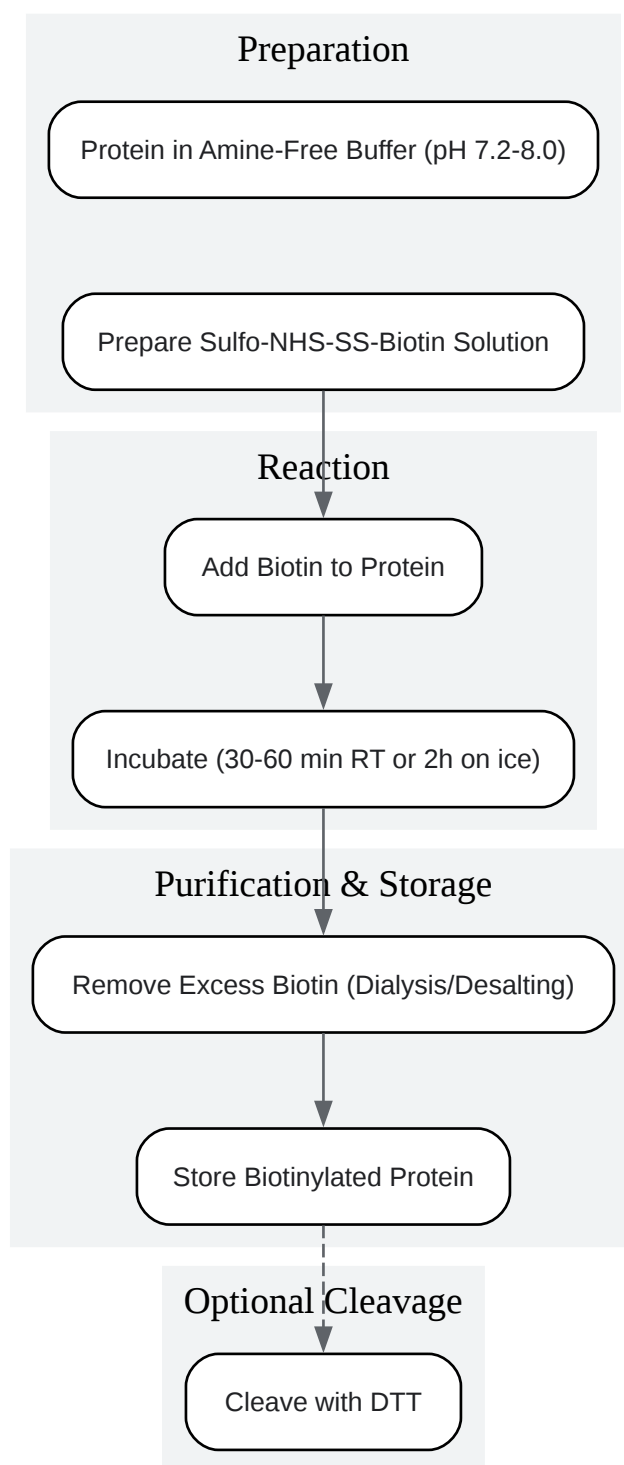 Preparation
Protein in Amine-Free Buffer (pH 7.2-8.0)
Prepare Sulfo-NHS-SS-Biotin Solution
Reaction
Add Biotin to Protein
Incubate (30-60 min RT or 2h on ice)
Purification & Storage
Remove Excess Biotin (Dialysis/Desalting)
Store Biotinylated Protein
Optional Cleavage
Cleave with DTT